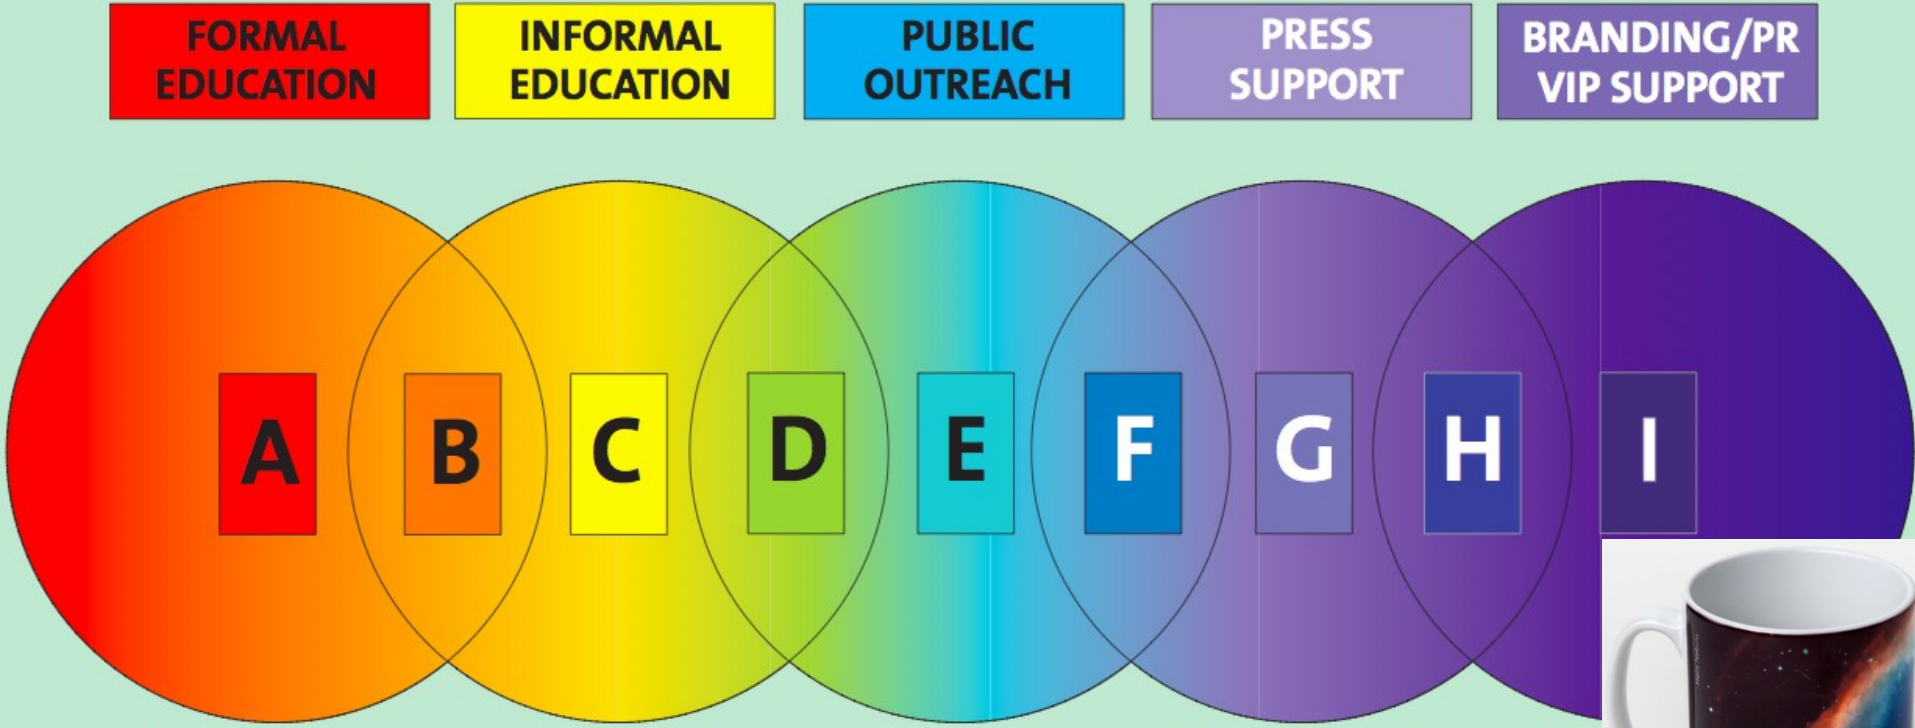 FORMAL
EDUCATION
INFORMAL
EDUCATION
PUBLIC
OUTREACH
PRESS
SUPPORT
BRANDING/PR
VIP SUPPORT
A
B
C
D
E
F
G
H
I